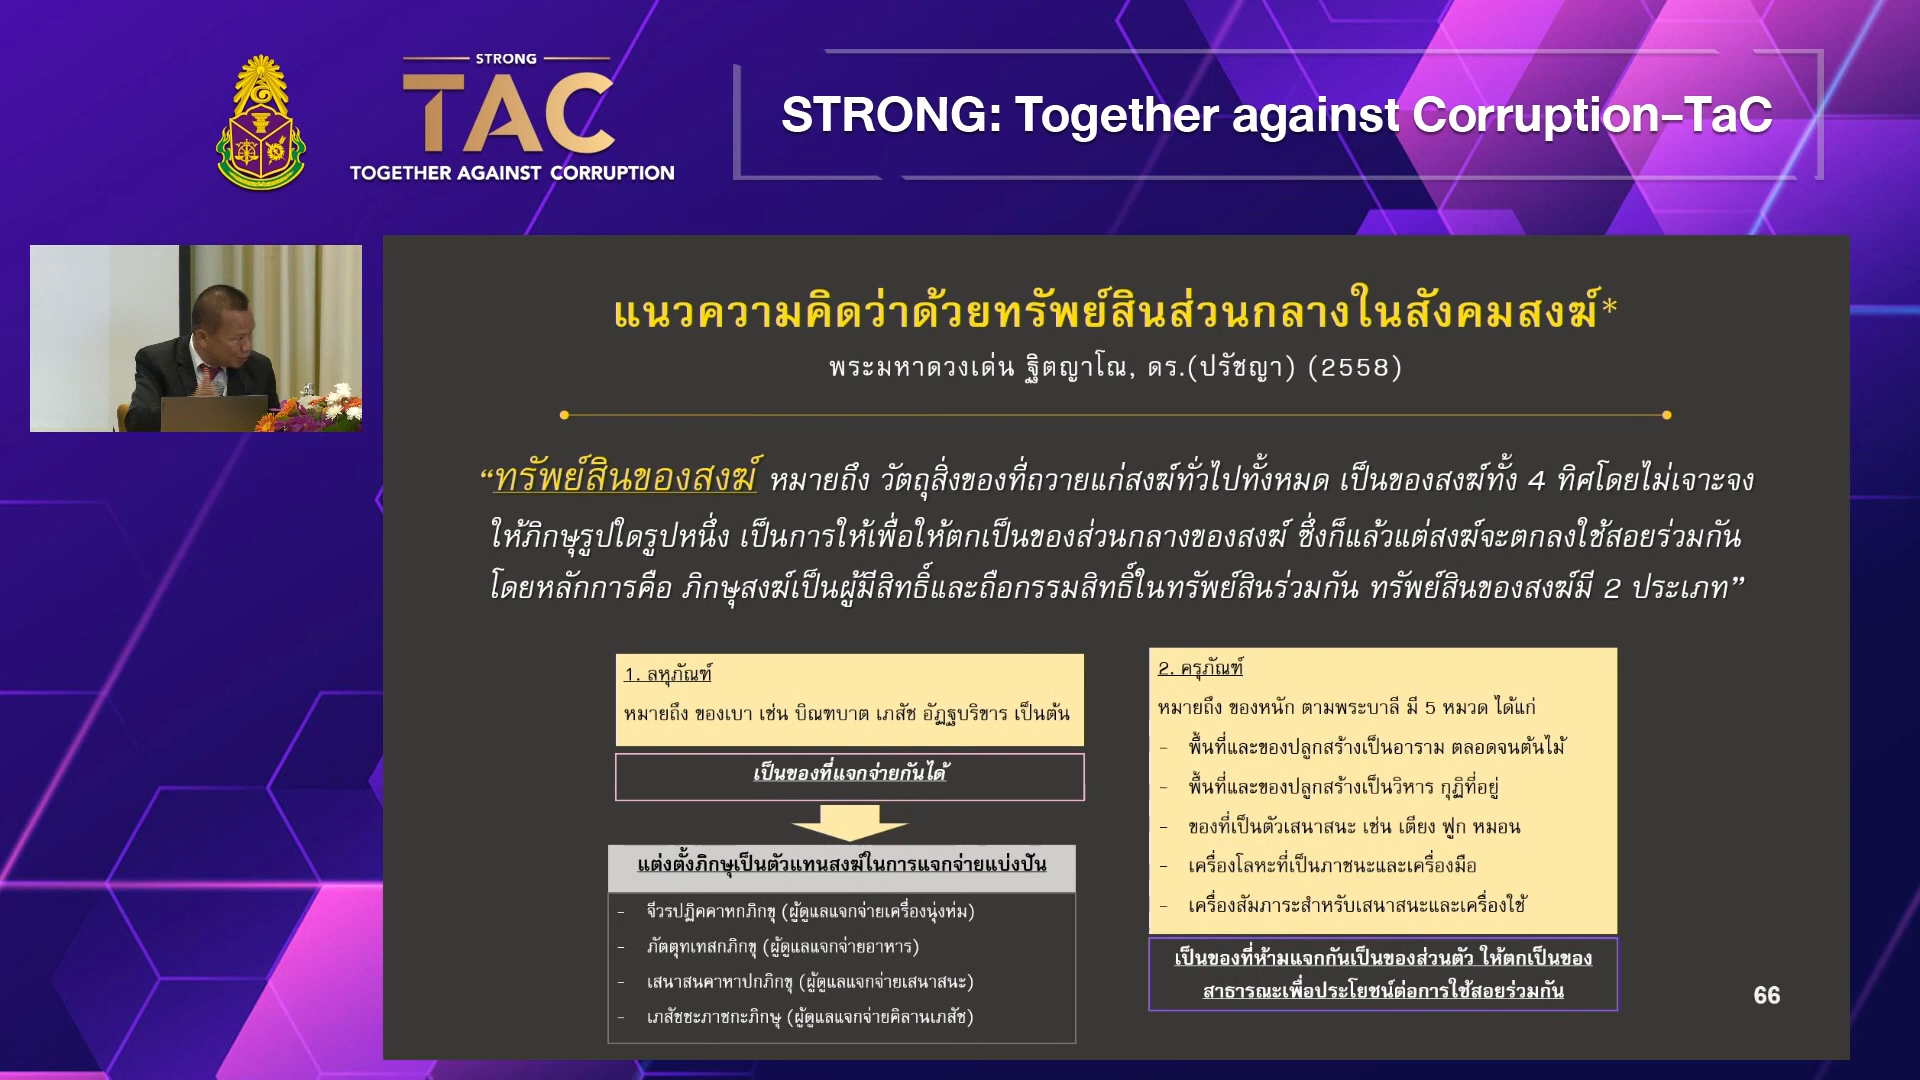 STRONG
TAC
TOGETHER AGAINST CORRUPTION
STRONG: Together against Corruption-TaC
แนวความคิดว่าด้วยทรัพย์สินส่วนกลางในสังคมสงฆ์*
พระมหาดวงเด่น ฐิตญาโณ, ดร.(ปรัชญา) (2558)
“ทรัพย์สินของสงฆ์ หมายถึง วัตถุสิ่งของที่ถวายแก่สงฆ์ทั่วไปทั้งหมด เป็นของสงฆ์ทั้ง 4 ทิศโดยไม่เจาะจง
ให้ภิกษุรูปใดรูปหนึ่ง เป็นการให้เพื่อให้ตกเป็นของส่วนกลางของสงฆ์ ซึ่งก็แล้วแต่สงฆ์จะตกลงใช้สอยร่วมกัน
โดยหลักการคือ ภิกษุสงฆ์เป็นผู้มีสิทธิ์และถือกรรมสิทธิ์ในทรัพย์สินร่วมกัน ทรัพย์สินของสงฆ์มี 2 ประเภท”
1. ลหุภัณฑ์
หมายถึง ของเบา เช่น บิณฑบาต เภสัช อัฏฐบริขาร เป็นต้น
เป็นของที่แจกจ่ายกันได้
แต่งตั้งภิกษุเป็นตัวแทนสงฆ์ในการแจกจ่ายแบ่งปัน
- จีวรปฏิคคาหกภิกขุ (ผู้ดูแลแจกจ่ายเครื่องนุ่งห่ม)
- ภัตตุทเทสกภิกขุ (ผู้ดูแลแจกจ่ายอาหาร)
- เสนาสนคาหาปกภิกขุ (ผู้ดูแลแจกจ่ายเสนาสนะ)
- เภสัชชะภาชกะภิกษุ (ผู้ดูแลแจกจ่ายคิลานเภสัช)
2. ครุภัณฑ์
หมายถึง ของหนัก ตามพระบาลี มี 5 หมวด ได้แก่
- พื้นที่และของปลูกสร้างเป็นอาราม ตลอดจนต้นไม้
- พื้นที่และของปลูกสร้างเป็นวิหาร กุฏิที่อยู่
- ของที่เป็นตัวเสนาสนะ เช่น เตียง ฟูก หมอน
- เครื่องโลหะที่เป็นภาชนะและเครื่องมือ
- เครื่องสัมภาระสำหรับเสนาสนะและเครื่องใช้
เป็นของที่ห้ามแจกกันเป็นของส่วนตัว ให้ตกเป็นของ
สาธารณะเพื่อประโยชน์ต่อการใช้สอยร่วมกัน
66